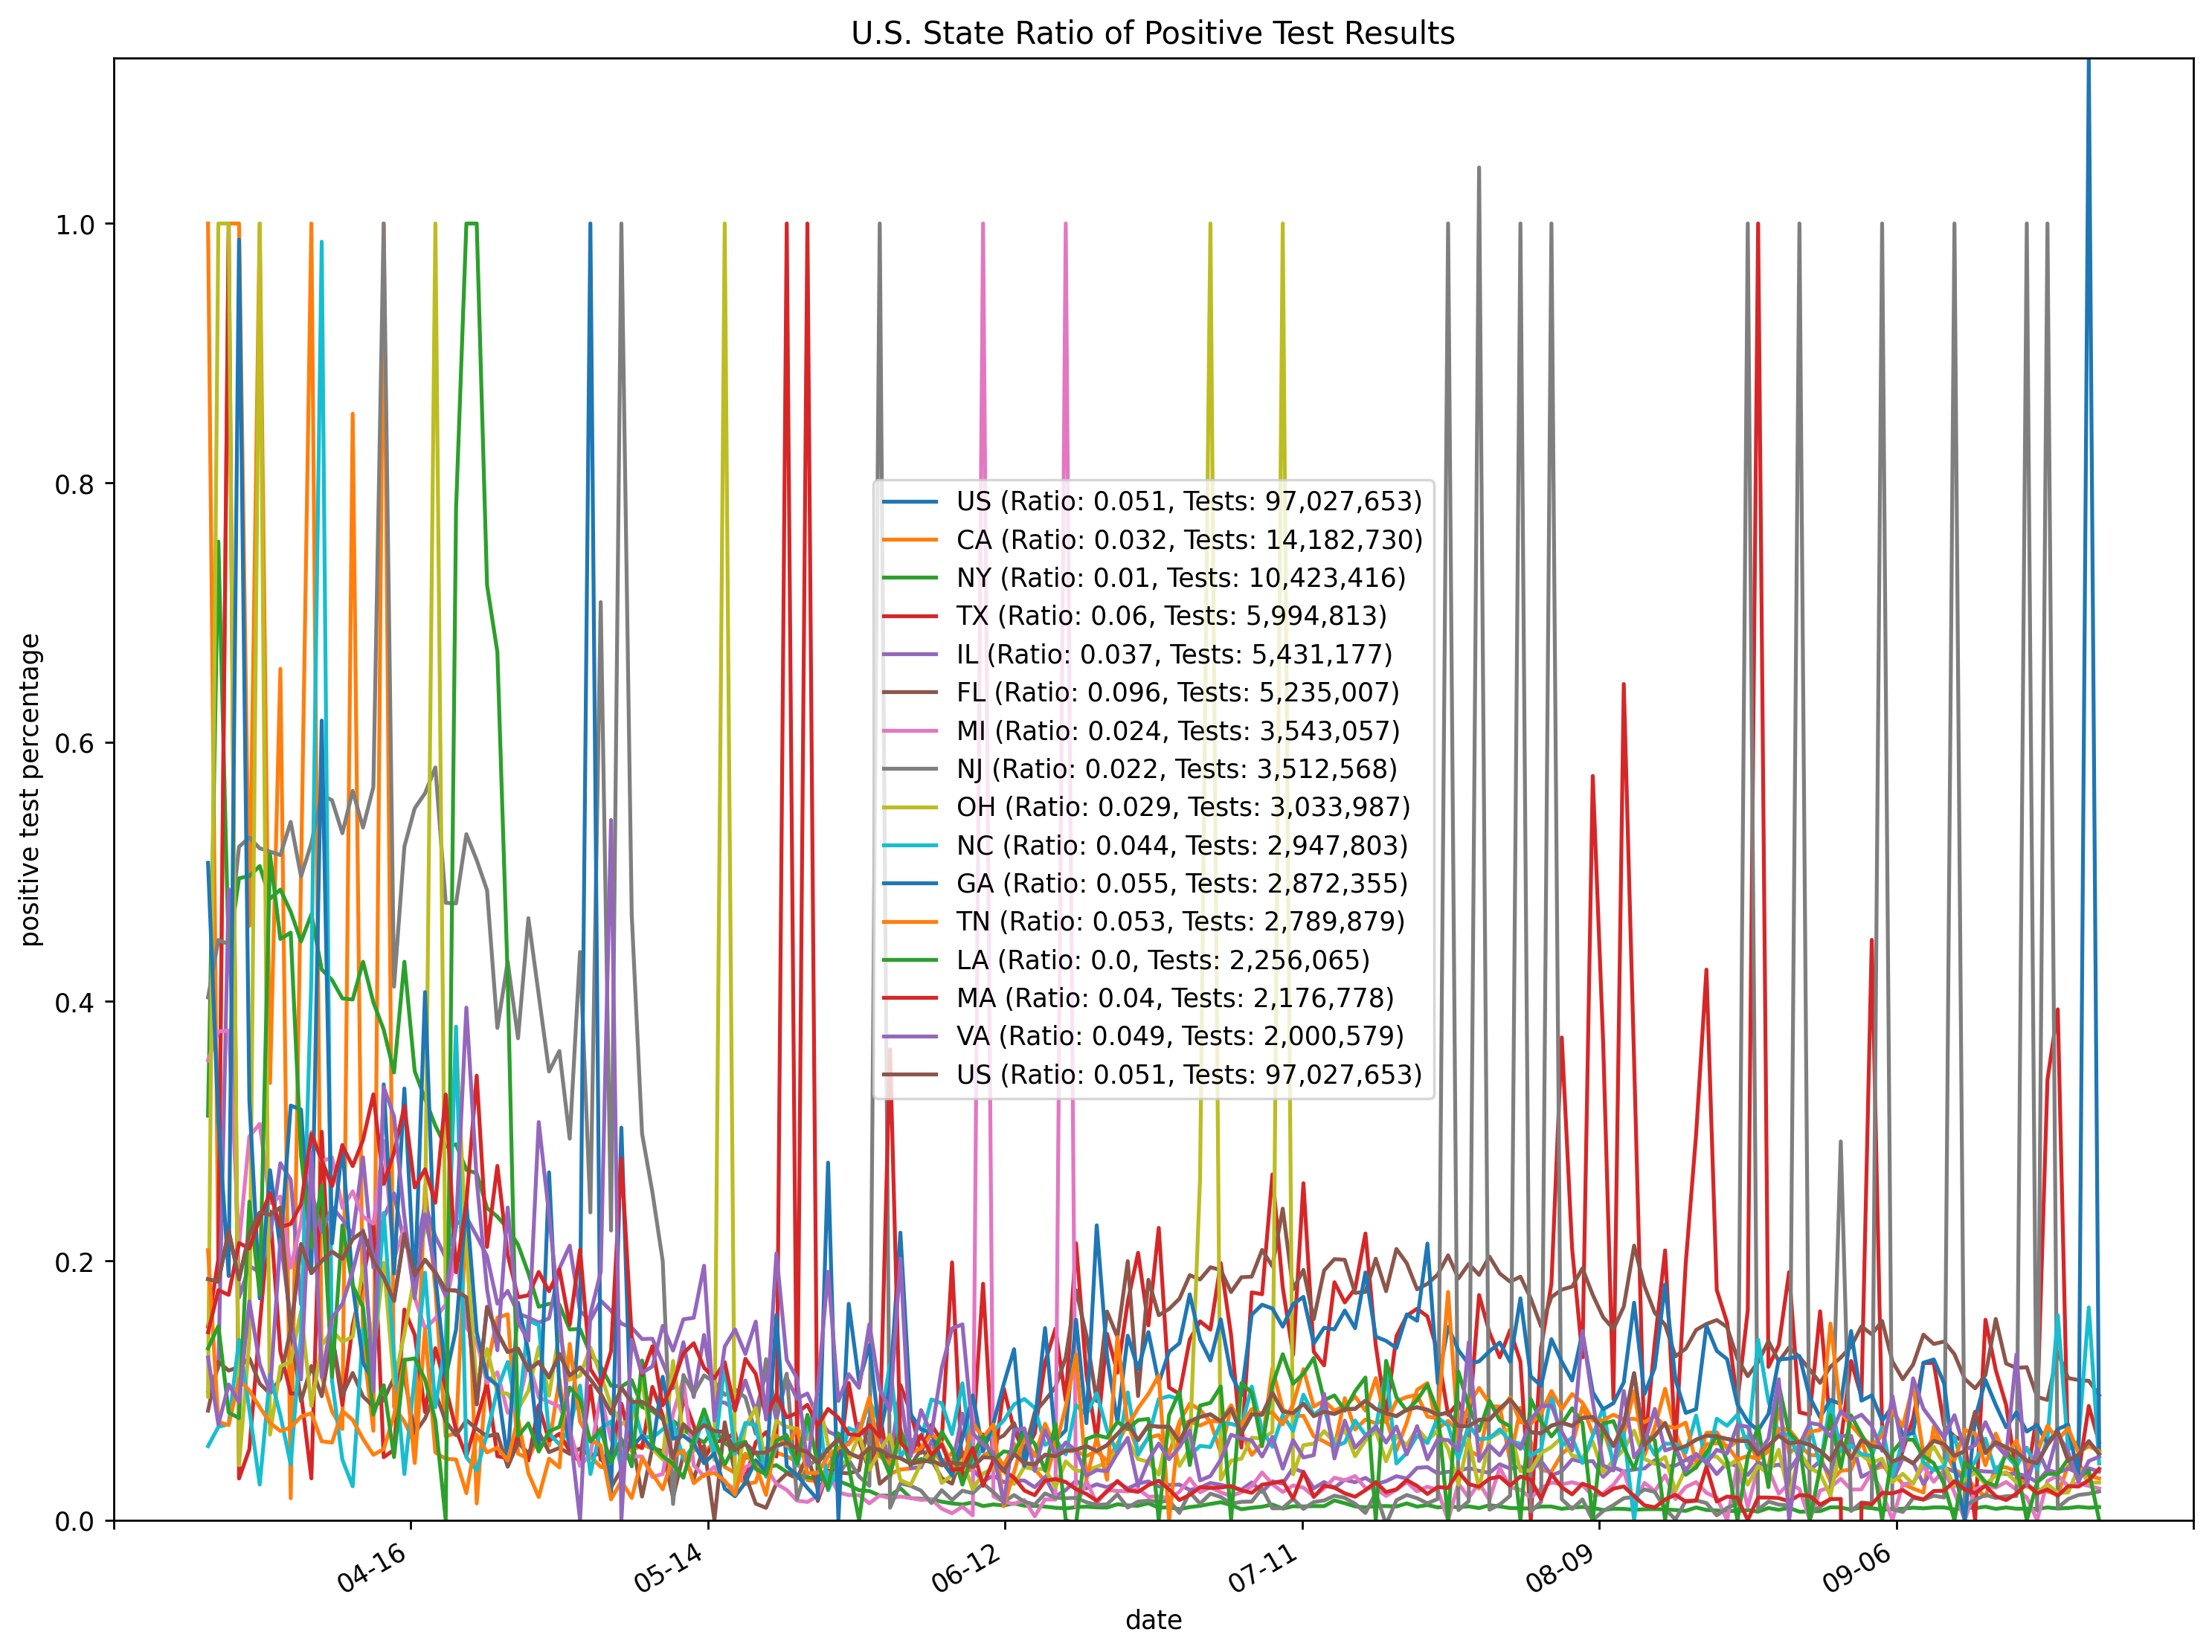 U.S. State Ratio of Positive Test Results
positive test percentage
1.0
0.8
0.6
0.4
0.2
0.0
US (Ratio: 0.051, Tests: 97,027,653)
CA (Ratio: 0.032, Tests: 14,182,730)
NY (Ratio: 0.01, Tests: 10,423,416)
TX (Ratio: 0.06, Tests: 5,994,813)
IL (Ratio: 0.037, Tests: 5,431,177)
FL (Ratio: 0.096, Tests: 5,235,007)
MI (Ratio: 0.024, Tests: 3,543,057)
NJ (Ratio: 0.022, Tests: 3,512,568)
OH (Ratio: 0.029, Tests: 3,033,987)
NC (Ratio: 0.044, Tests: 2,947,803)
GA (Ratio: 0.055, Tests: 2,872,355)
TN (Ratio: 0.053, Tests: 2,789,879)
LA (Ratio: 0.0, Tests: 2,256,065)
MA (Ratio: 0.04, Tests: 2,176,778)
VA (Ratio: 0.049, Tests: 2,000,579)
US (Ratio: 0.051, Tests: 97,027,653)
04-16
05-14
06-12
07-11
08-09
09-06
date